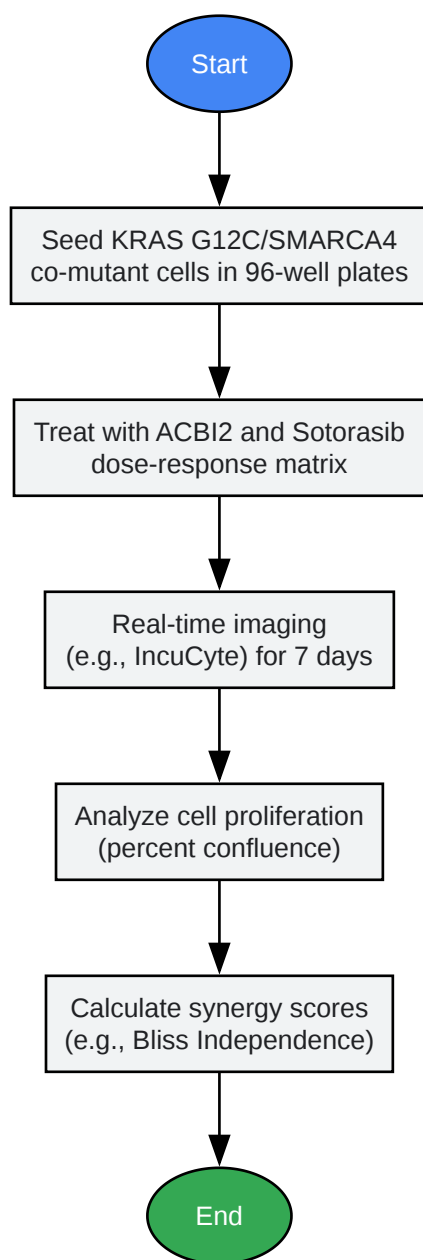 Start
Seed KRAS G12C/SMARCA4
co-mutant cells in 96-well plates
Treat with ACBI2 and Sotorasib
dose-response matrix
Real-time imaging
(e.g., IncuCyte) for 7 days
Analyze cell proliferation
(percent confluence)
Calculate synergy scores
(e.g., Bliss Independence)
End